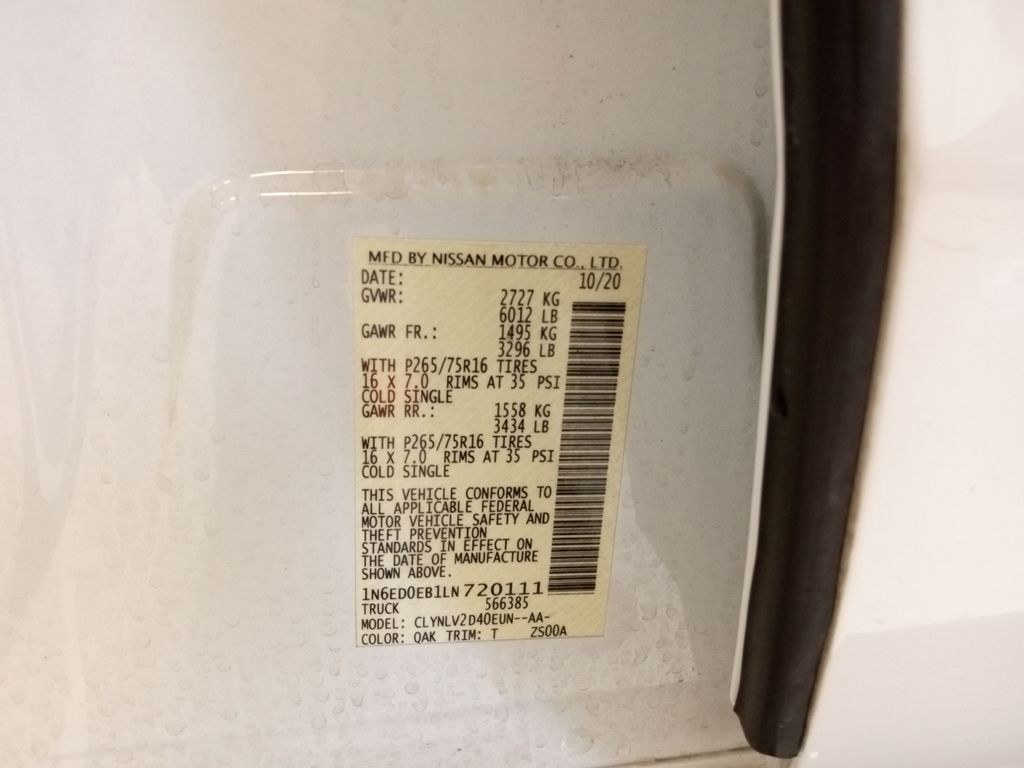 MFD BY NISSAN MOTOR CO., LTD.
DATE: 10/20
GVWR: 2727 KG
6012 LB
GAWR FR.: 1495 KG
3296 LB
WITH P265/75R16 TIRES
16 X 7.0 RIMS AT 35 PSI
COLD SINGLE
GAWR RR.: 1558 KG
3434 LB
WITH P265/75R16 TIRES
16 X 7.0 RIMS AT 35 PSI
COLD SINGLE
THIS VEHICLE CONFORMS TO
ALL APPLICABLE FEDERAL
MOTOR VEHICLE SAFETY AND
THEFT PREVENTION
STANDARDS IN EFFECT ON
THE DATE OF MANUFACTURE
SHOWN ABOVE.
1N6ED0EB1LN720111
TRUCK 566385
MODEL: CLYNLV2D40EUN--AA-
COLOR: QAK TRIM: T ZS00A